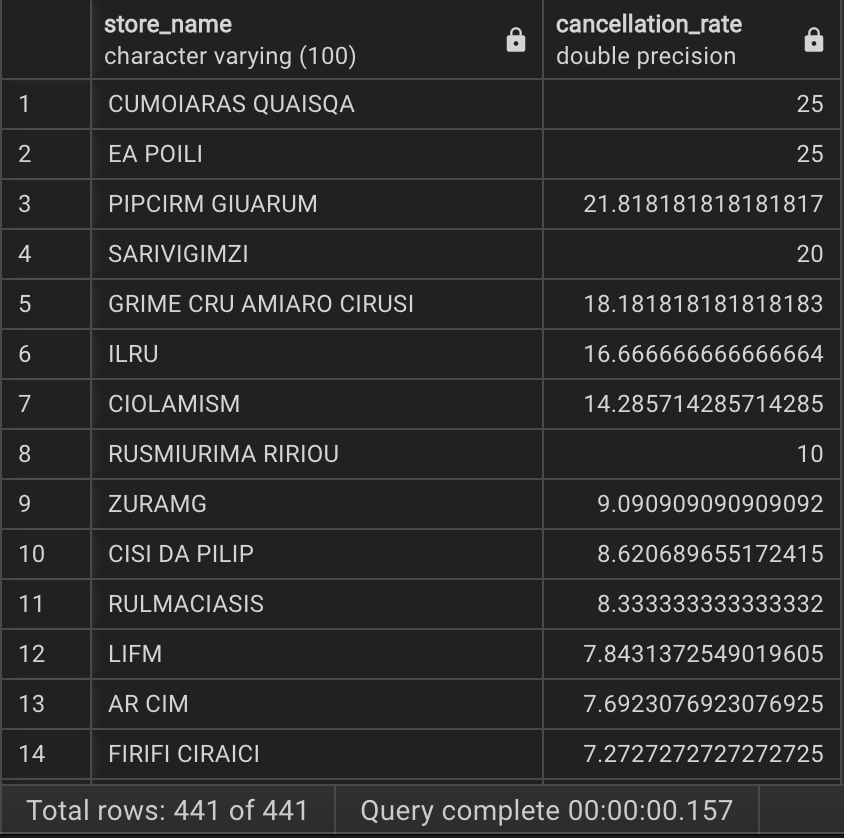 store_name cancellation_rate
character varying (100) double precision
1 CUMOIARAS QUAISQA 25
2 EA POILI 25
3 PIPCIRM GIUARUM 21.818181818181817
4 SARIVIGIMZI 20
5 GRIME CRU AMIARO CIRUSI 18.181818181818183
6 ILRU 16.666666666666664
7 CIOLAMISM 14.285714285714285
8 RUSMIURIMA RIRIOU 10
9 ZURAMG 9.090909090909092
10 CISI DA PILIP 8.620689655172415
11 RULMACIASIS 8.333333333333332
12 LIFM 7.8431372549019605
13 AR CIM 7.6923076923076925
14 FIRIFI CIRAICI 7.2727272727272725
Total rows: 441 of 441 Query complete 00:00:00.157